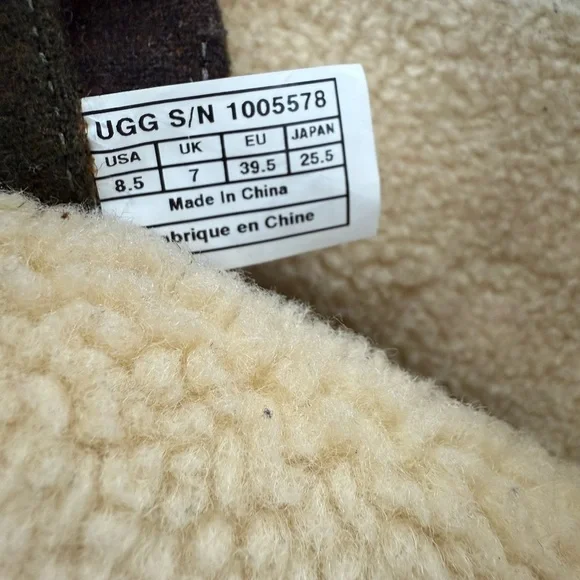 UGG S/N 1005578
USA UK EU JAPAN
8.5 7 39.5 25.5
Made In China
abrique en Chine